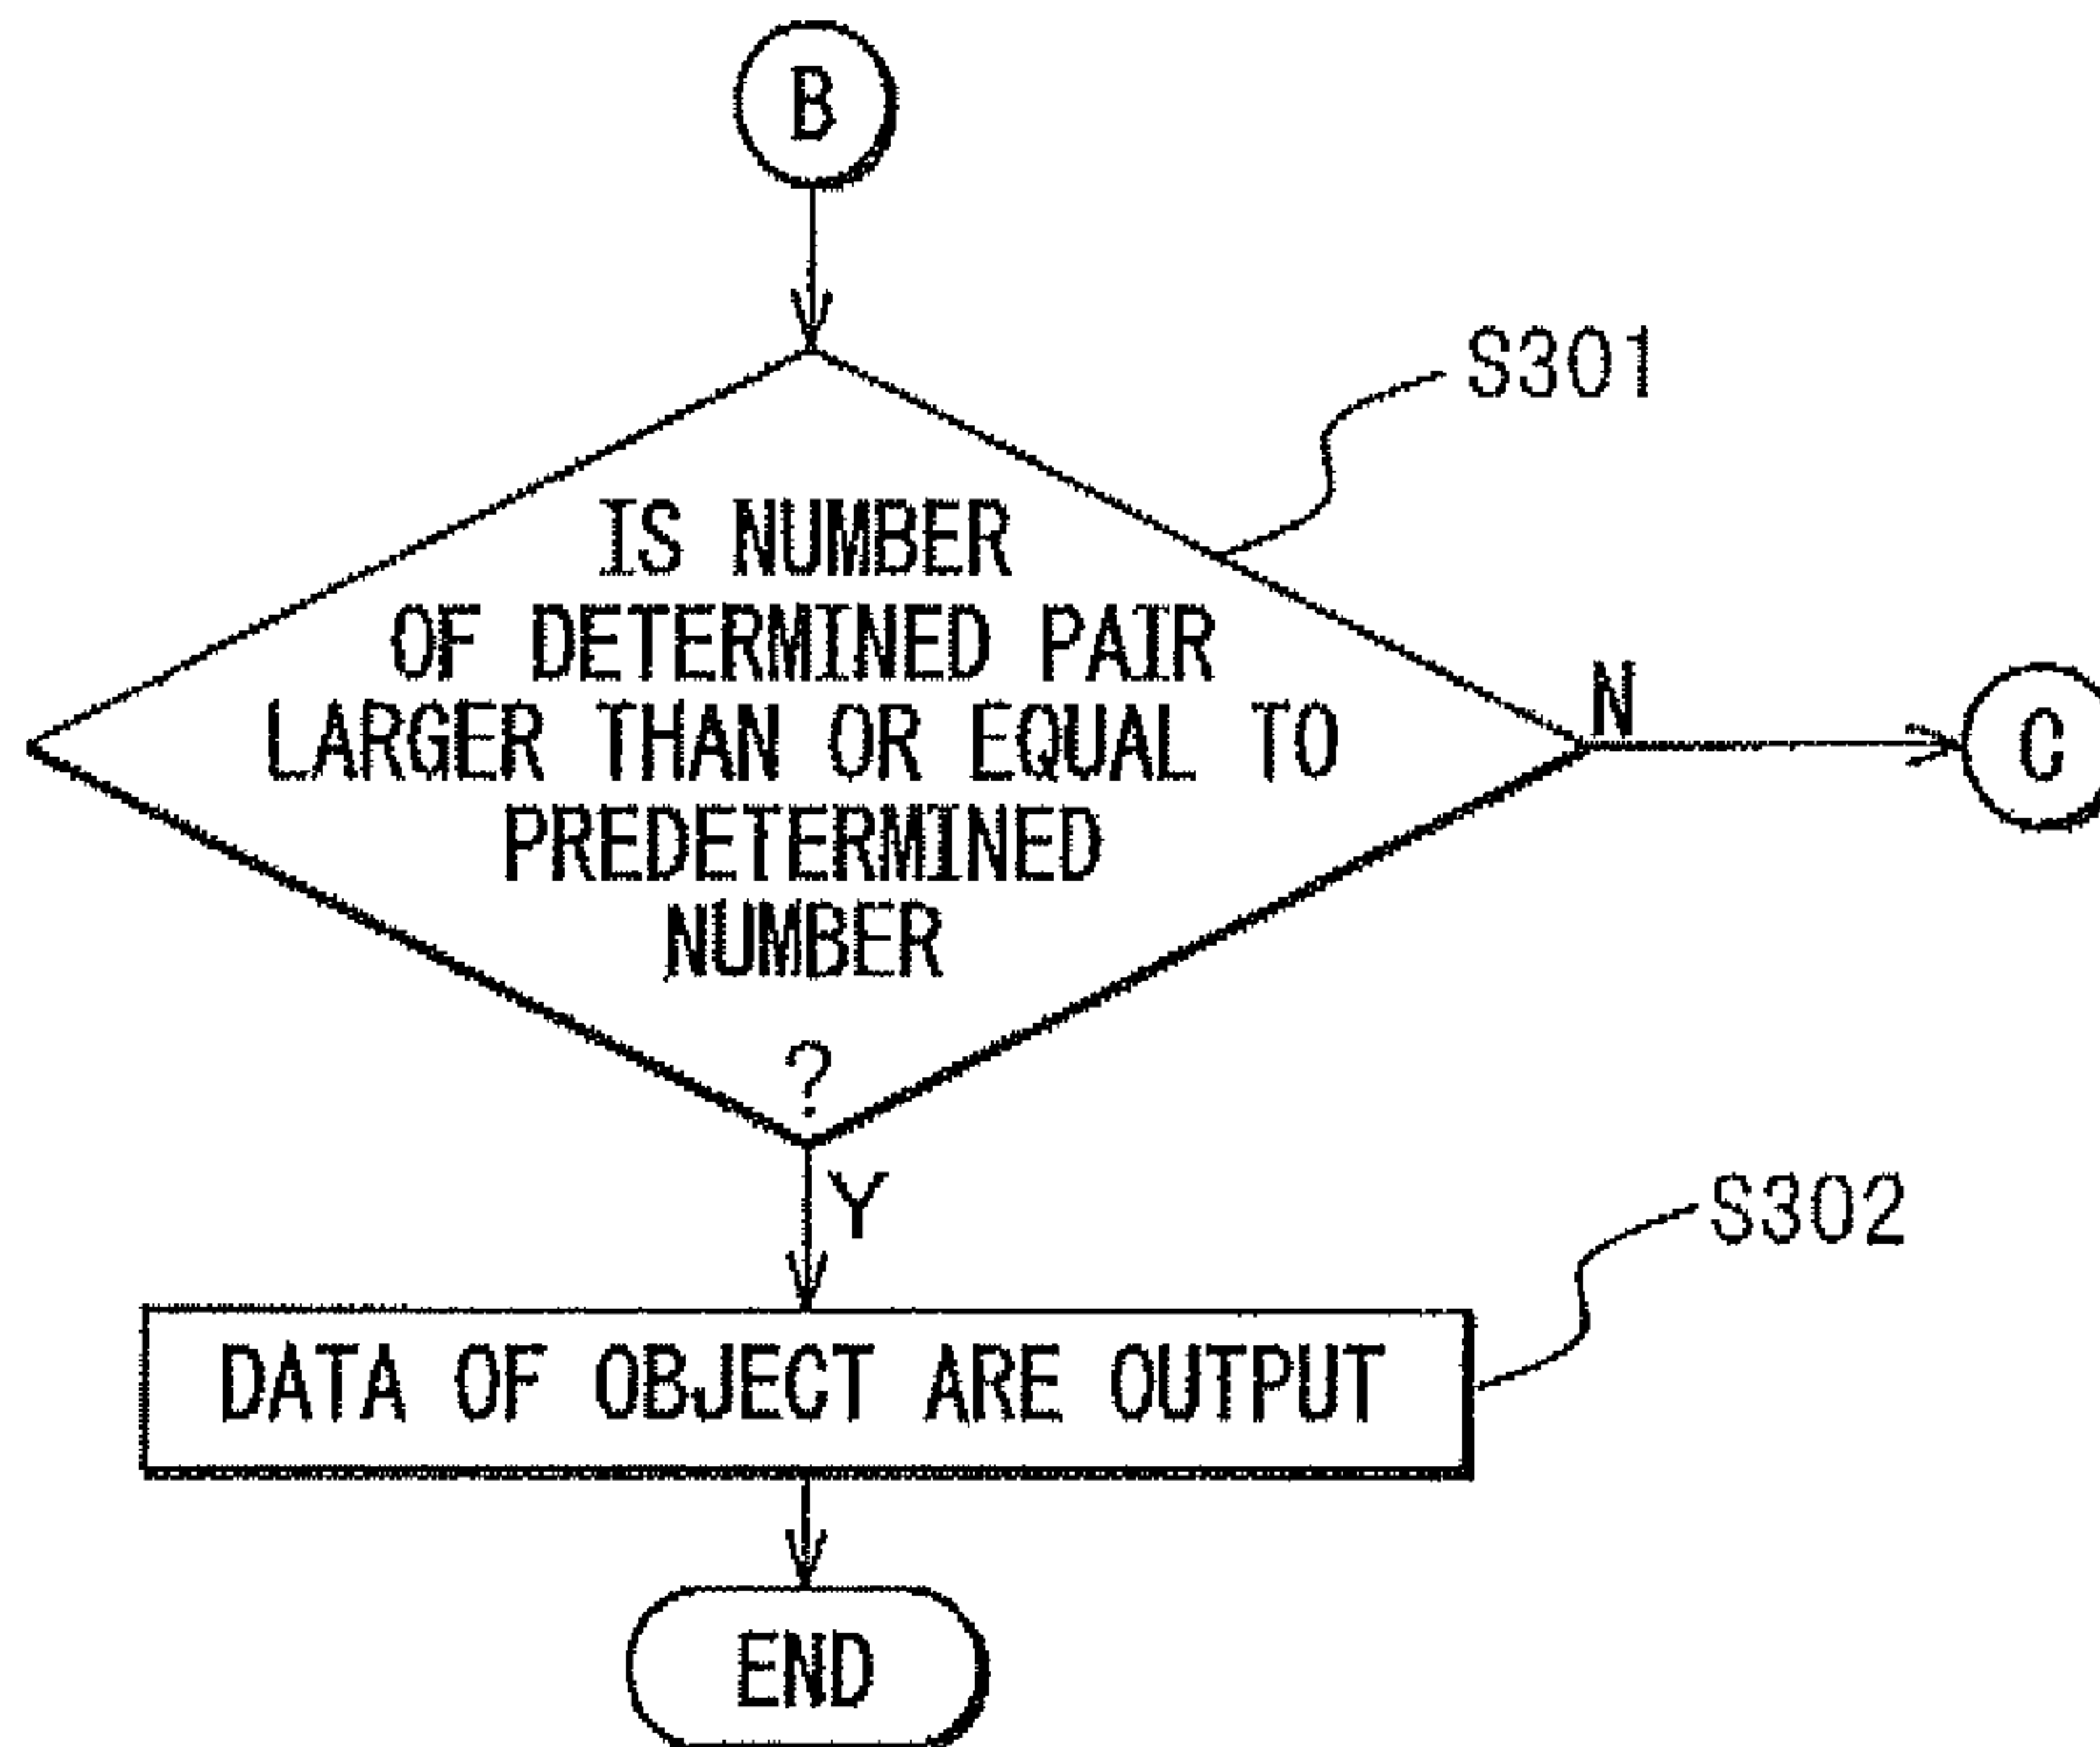 B
S301
IS NUMBER
OF DETERMINED PAIR
LARGER THAN OR EQUAL TO
PREDETERMINED
NUMBER
?
N
C
Y
S302
DATA OF OBJECT ARE OUTPUT
END